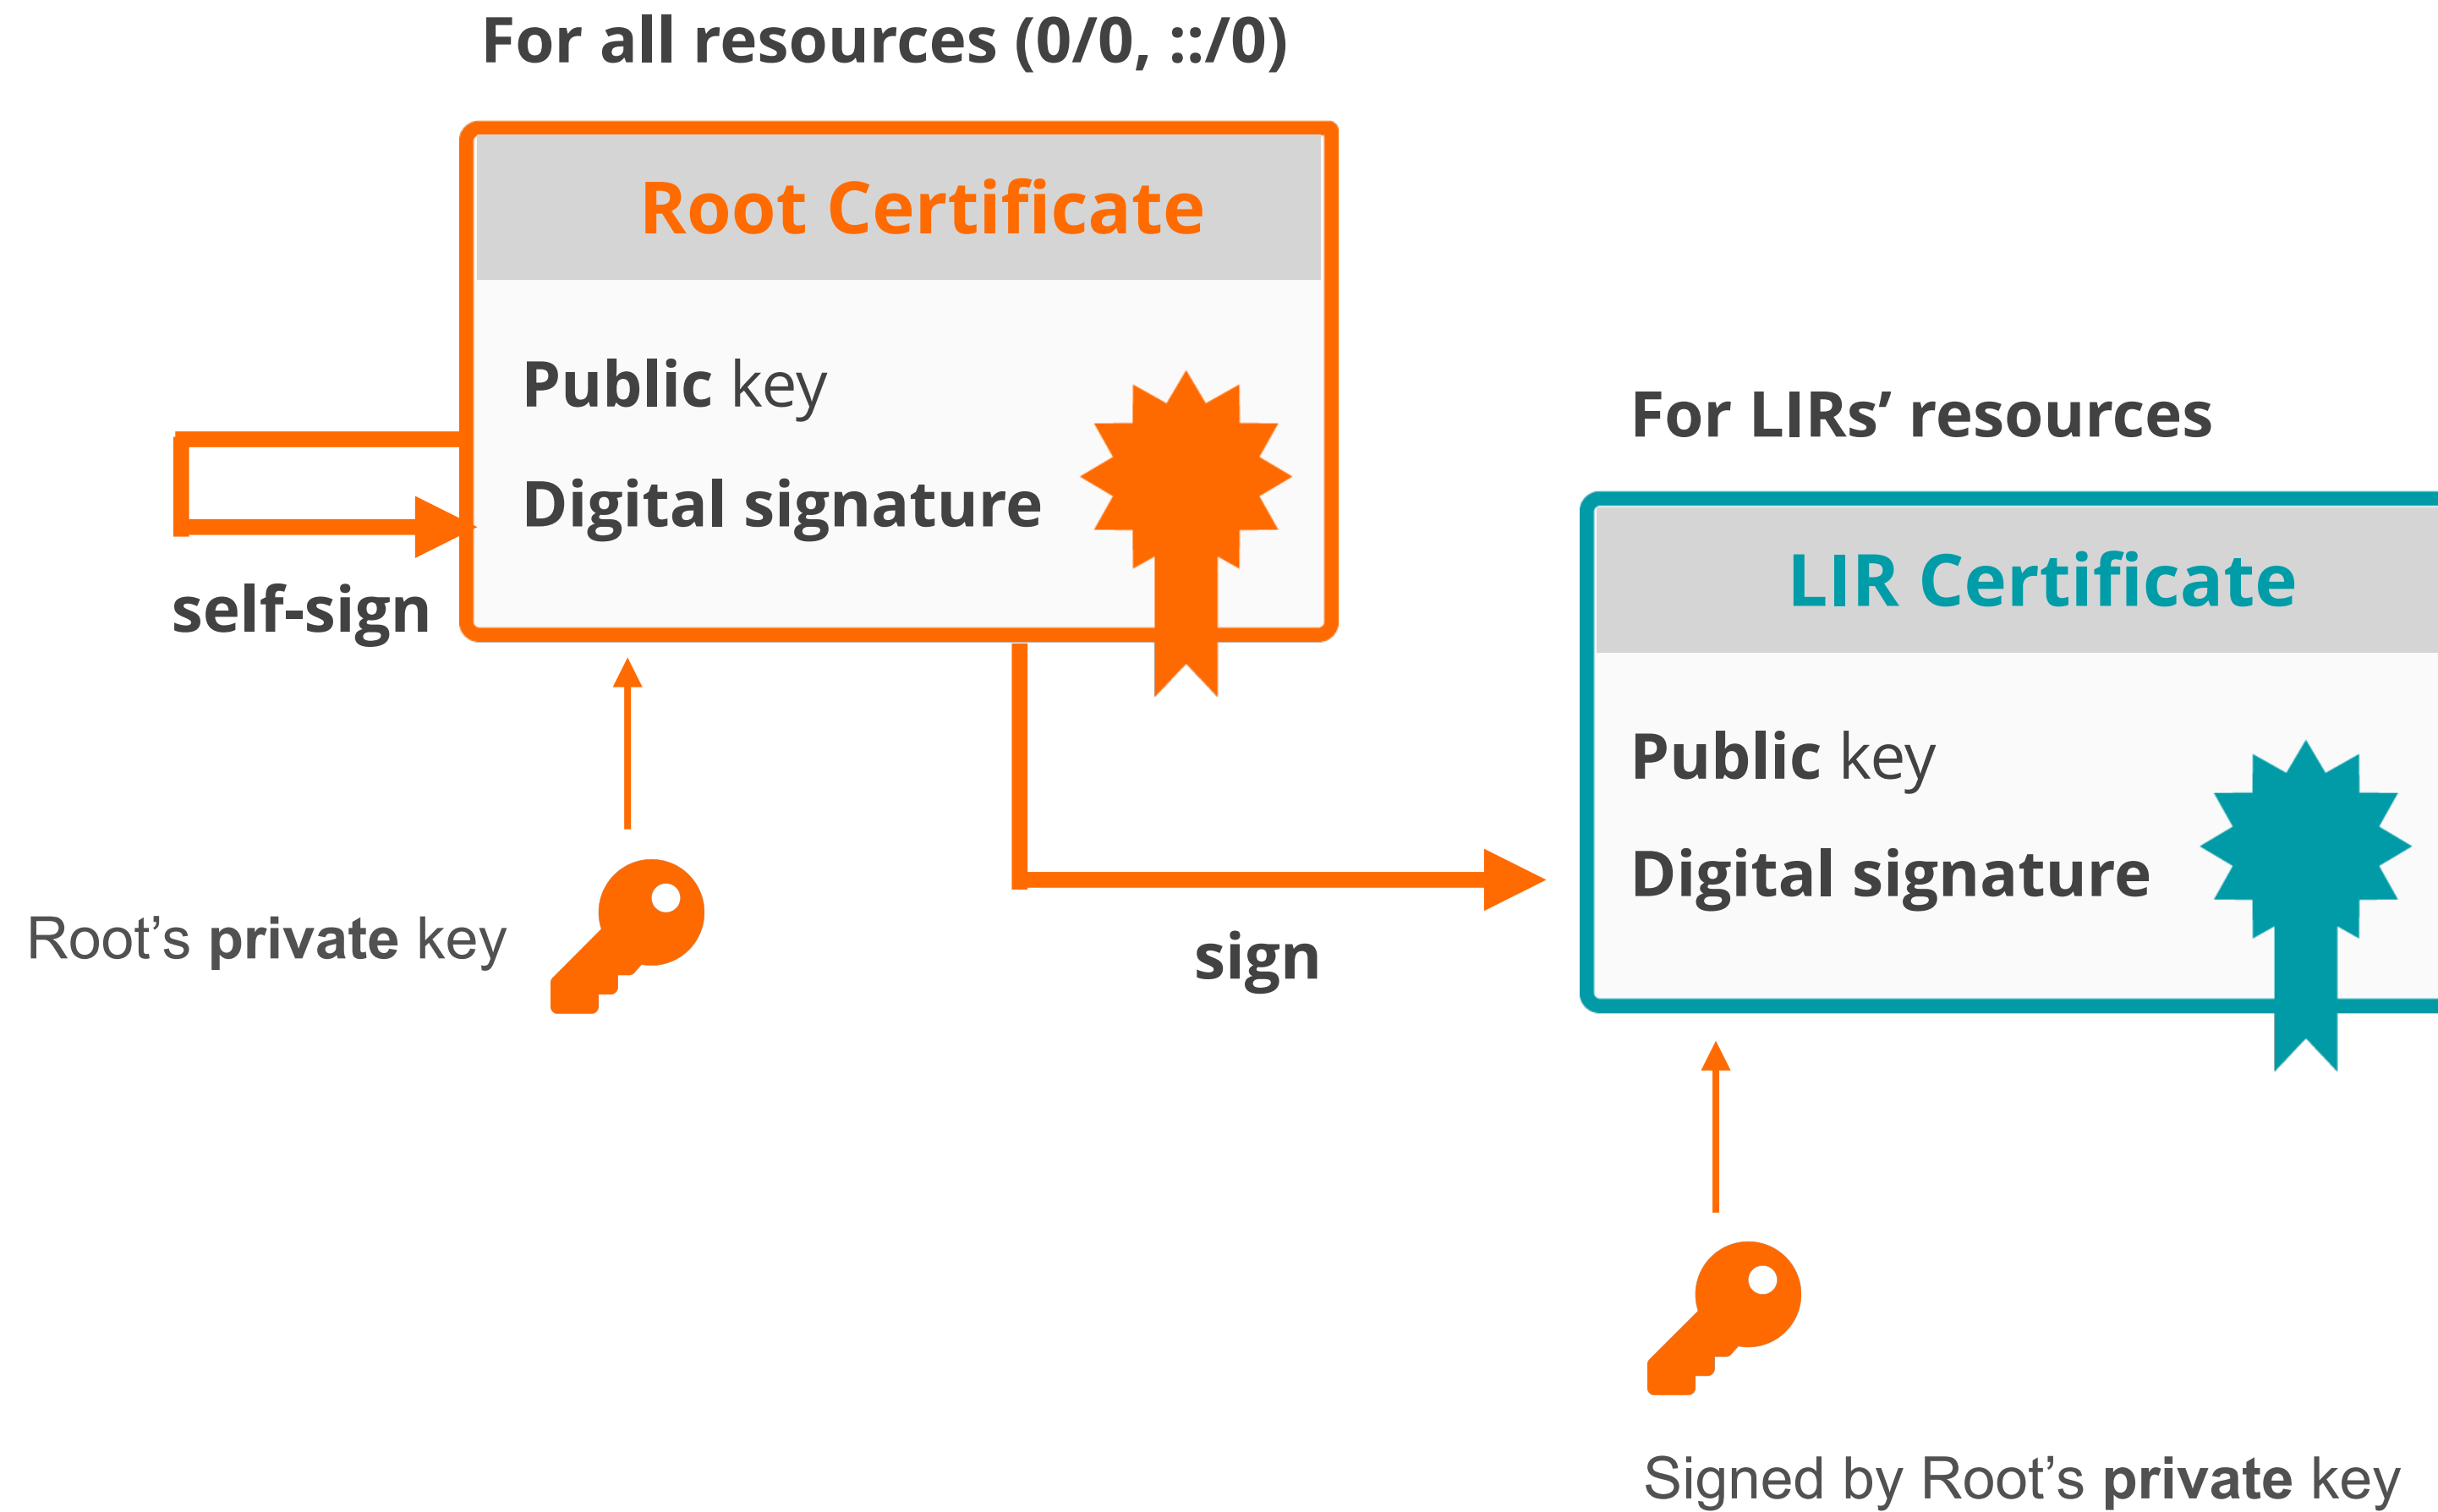 For all resources (0/0, ::/0)
Root Certificate
Public key
Digital signature
self-sign
Root’s private key
sign
For LIRs’ resources
LIR Certificate
Public key
Digital signature
Signed by Root’s private key